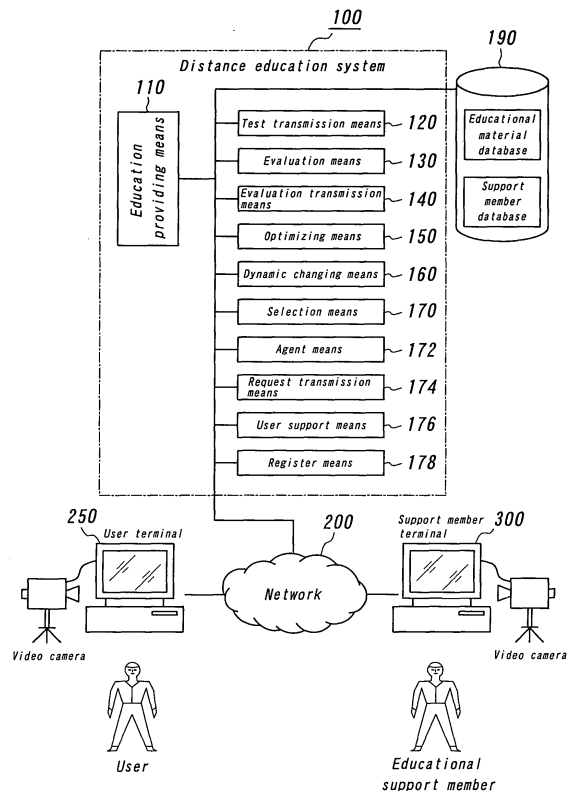 100
190
Distance education system
110
Education
providing means
Test transmission means
120
Evaluation means
130
Evaluation transmission
means
140
Optimizing means
150
Dynamic changing means
160
Selection means
170
Agent means
172
Request transmission
means
174
User support means
176
Register means
178
Educational
material
database
Support
member
database
250
User terminal
200
Network
Support member
terminal
300
Video camera
Video camera
User
Educational
support member